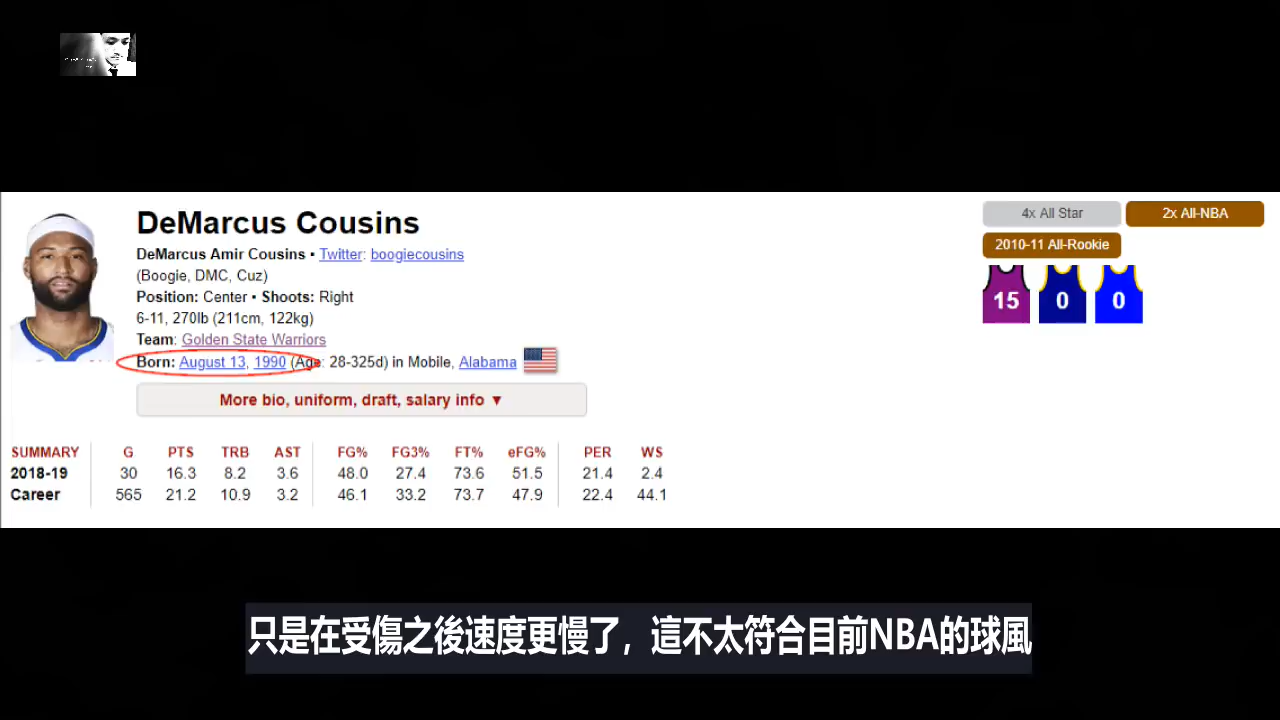 DeMarcus Cousins
4x All Star
2x All-NBA
DeMarcus Amir Cousins ▪ Twitter: boogiecousins
2010-11 All-Rookie
(Boogie, DMC, Cuz)
Position: Center ▪ Shoots: Right
15
0
0
6-11, 270lb (211cm, 122kg)
Team: Golden State Warriors
Born: August 13, 1990 (Age: 28-325d) in Mobile, Alabama
More bio, uniform, draft, salary info ▼
SUMMARY G PTS TRB AST FG% FG3% FT% eFG% PER WS
2018-19 30 16.3 8.2 3.6 48.0 27.4 73.6 51.5 21.4 2.4
Career 565 21.2 10.9 3.2 46.1 33.2 73.7 47.9 22.4 44.1
只是在受傷之後速度更慢了，這不太符合目前NBA的球風